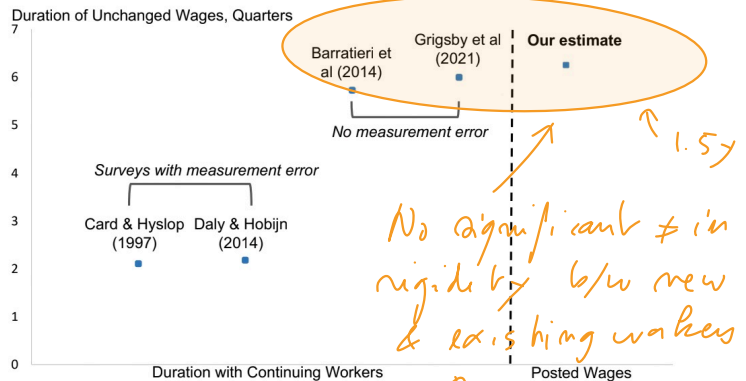 Duration of Unchanged Wages, Quarters
7
6
5
4
3
2
1
0
Barratieri et
al (2014)
Grigsby et al
(2021)
Our estimate
No measurement error
1.5y
Surveys with measurement error
Card & Hyslop
(1997)
Daly & Hobijn
(2014)
No significant ≠ in
rigidity b/w new
& existing workers
Duration with Continuing Workers
Posted Wages